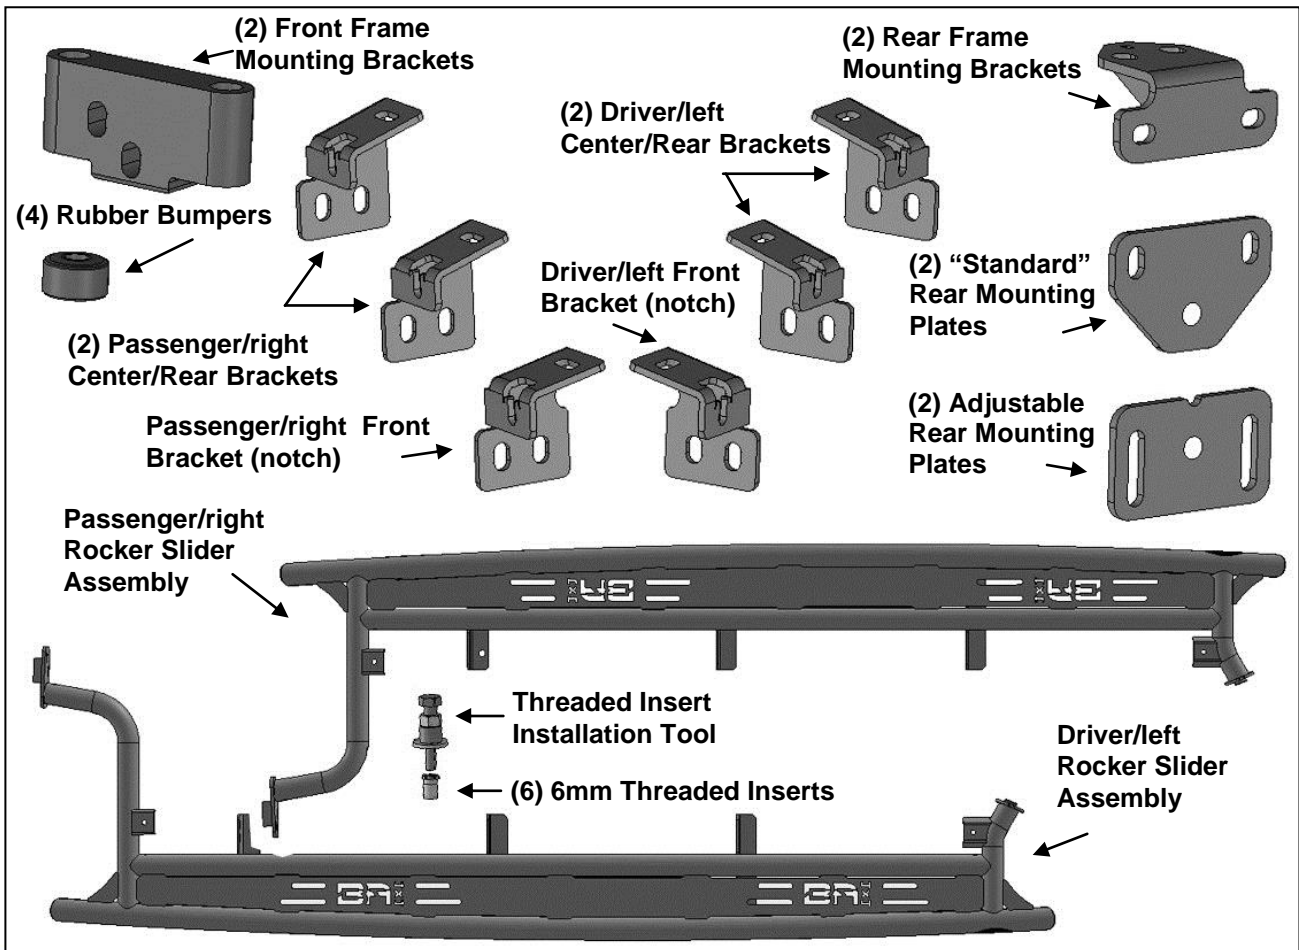 (2) Front Frame
Mounting Brackets
(2) Rear Frame
Mounting Brackets
(2) Driver/left
Center/Rear Brackets
(4) Rubber Bumpers
Driver/left Front
Bracket (notch)
(2) “Standard”
Rear Mounting
Plates
(2) Passenger/right
Center/Rear Brackets
(2) Adjustable
Rear Mounting
Plates
Passenger/right Front
Bracket (notch)
Passenger/right
Rocker Slider
Assembly
Threaded Insert
Installation Tool
(6) 6mm Threaded Inserts
Driver/left
Rocker Slider
Assembly